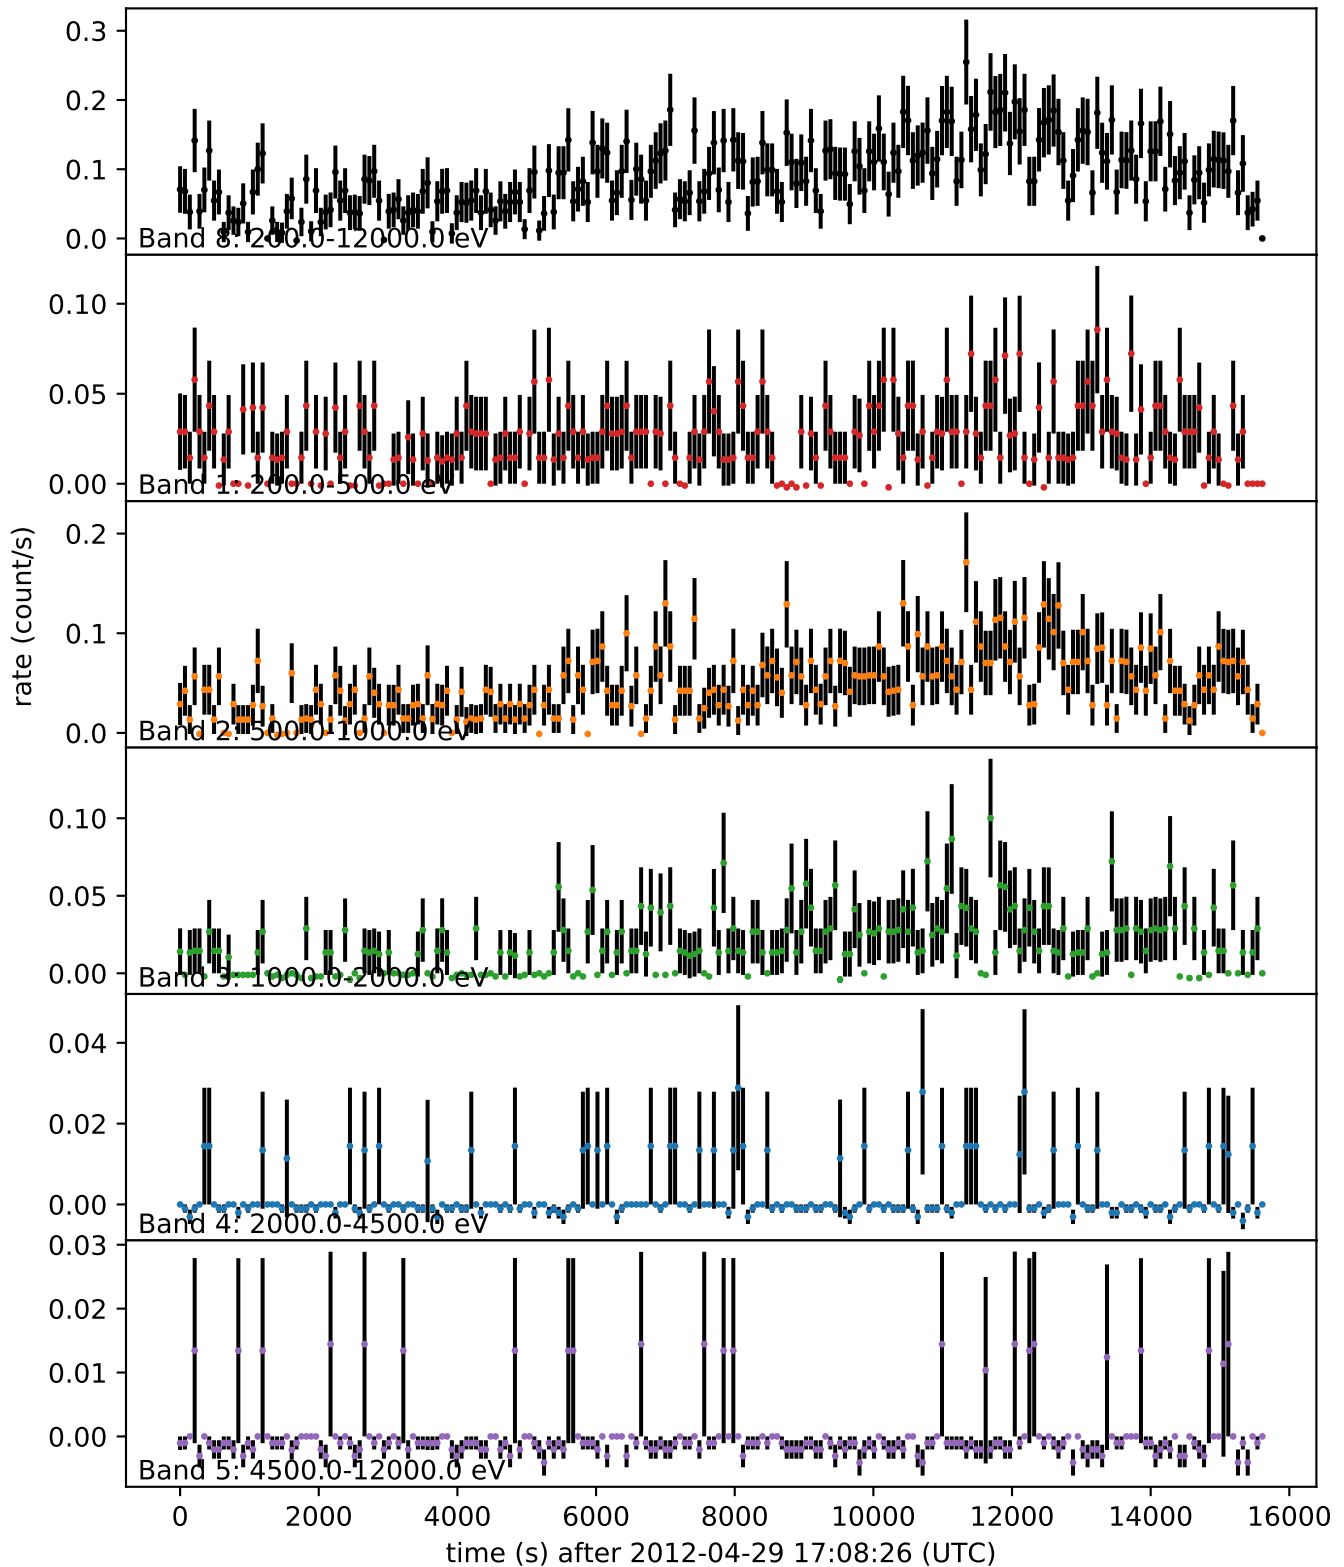 0.3
0.2
0.1
0.0
Band 8: 200.0-12000.0 eV
0.10
0.05
0.00
Band 1: 200.0-500.0 eV
0.2
0.1
0.0
Band 2: 500.0-1000.0 eV
rate (count/s)
0.10
0.05
0.00
Band 3: 1000.0-2000.0 eV
0.04
0.02
0.00
Band 4: 2000.0-4500.0 eV
0.03
0.02
0.01
0.00
Band 5: 4500.0-12000.0 eV
0 2000 4000 6000 8000 10000 12000 14000 16000
time (s) after 2012-04-29 17:08:26 (UTC)